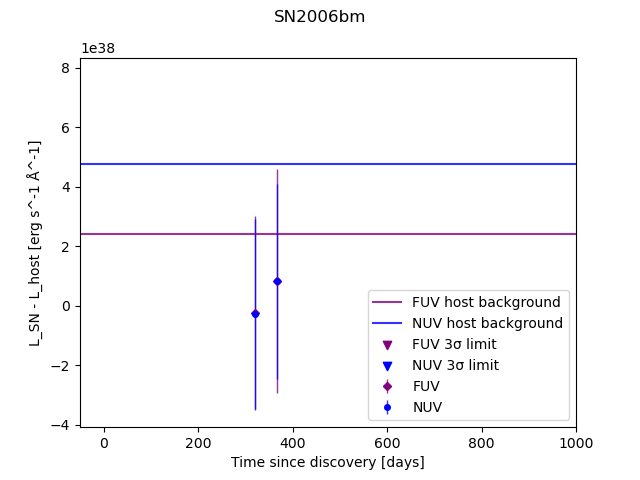 SN2006bm
1e38
8
6
4
2
0
−2
−4
L_SN - L_host [erg s^-1 Å^-1]
FUV host background
NUV host background
FUV 3σ limit
NUV 3σ limit
FUV
NUV
0 200 400 600 800 1000
Time since discovery [days]